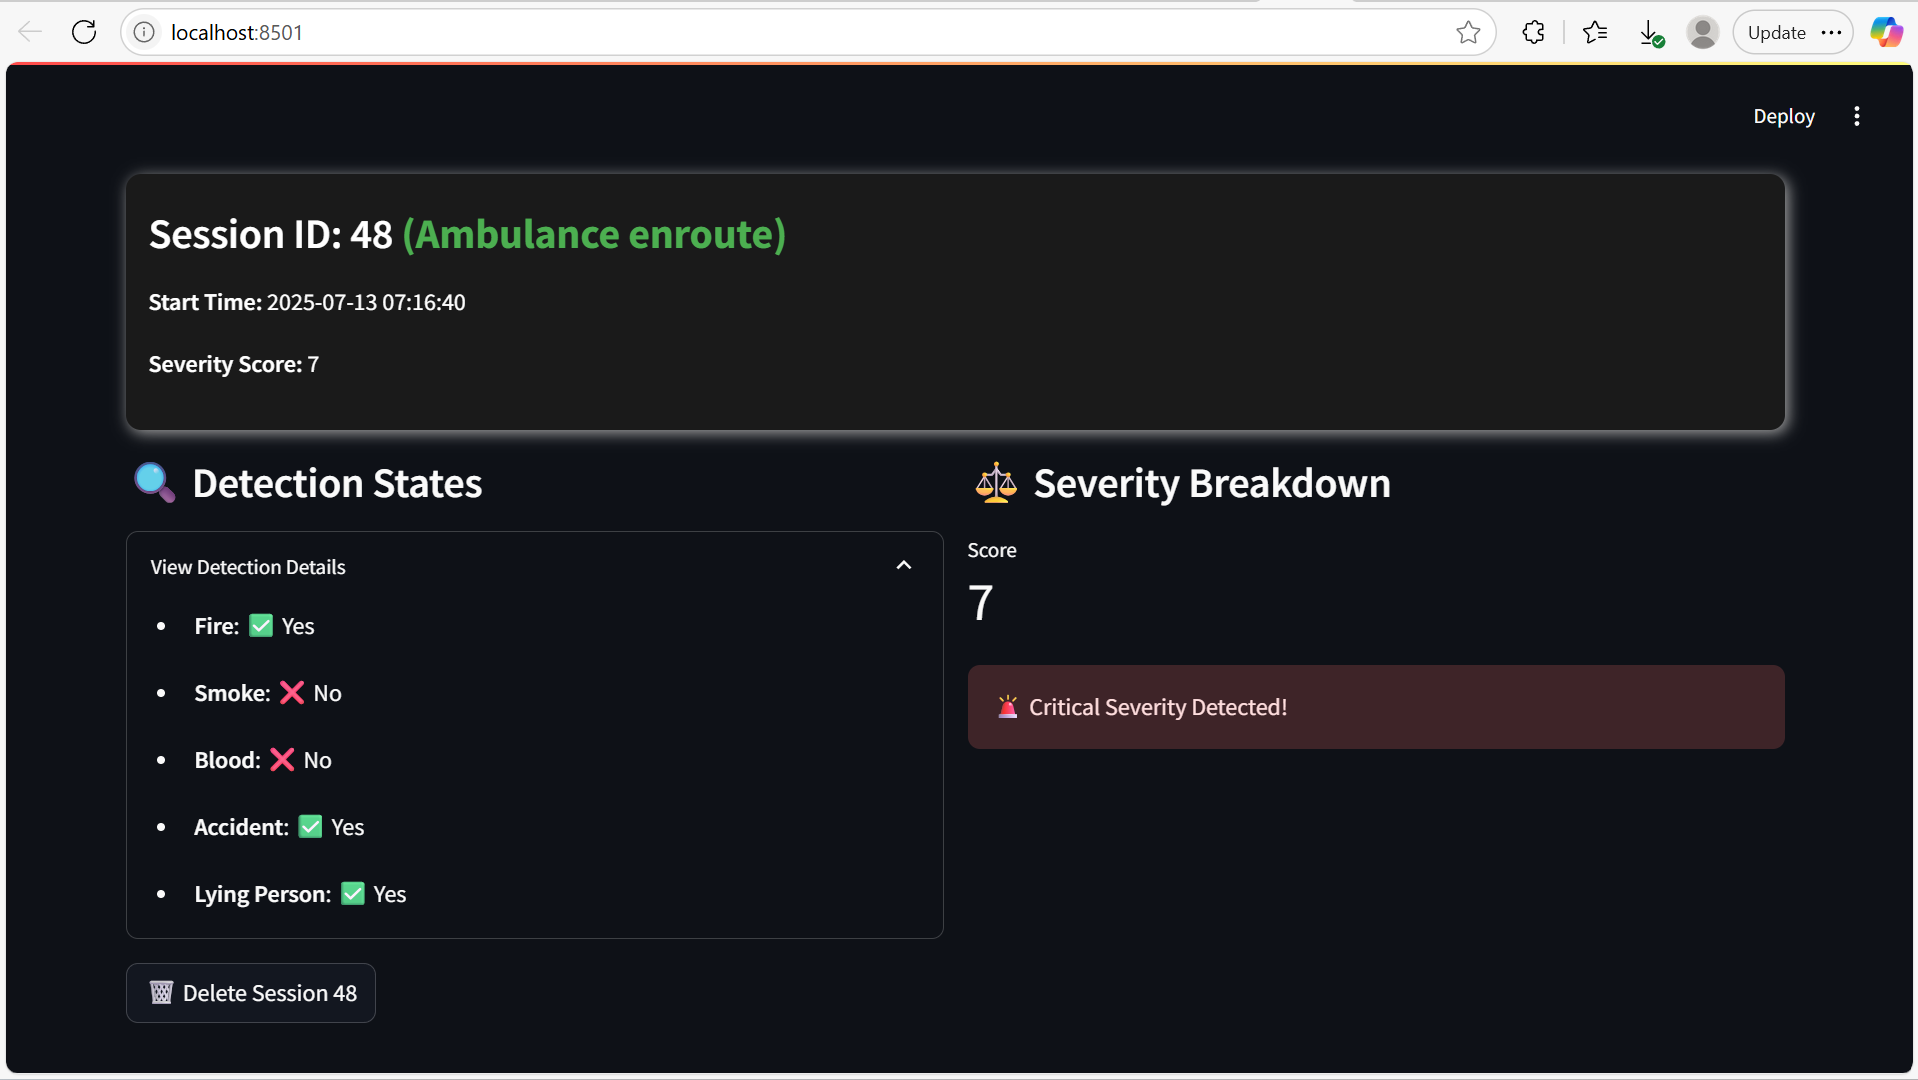 localhost:8501
Update
Deploy
Session ID: 48 (Ambulance enroute)
Start Time: 2025-07-13 07:16:40
Severity Score: 7
Detection States
View Detection Details
Fire: ✅ Yes
Smoke: ❌ No
Blood: ❌ No
Accident: ✅ Yes
Lying Person: ✅ Yes
Delete Session 48
Severity Breakdown
Score
7
Critical Severity Detected!